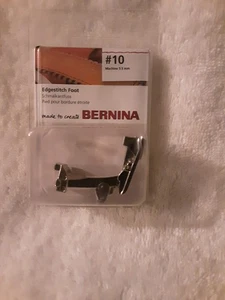 #10
Edgestitch Foot
Schmalkantfuss
Pied pour bordure étroite
made to create BERNINA